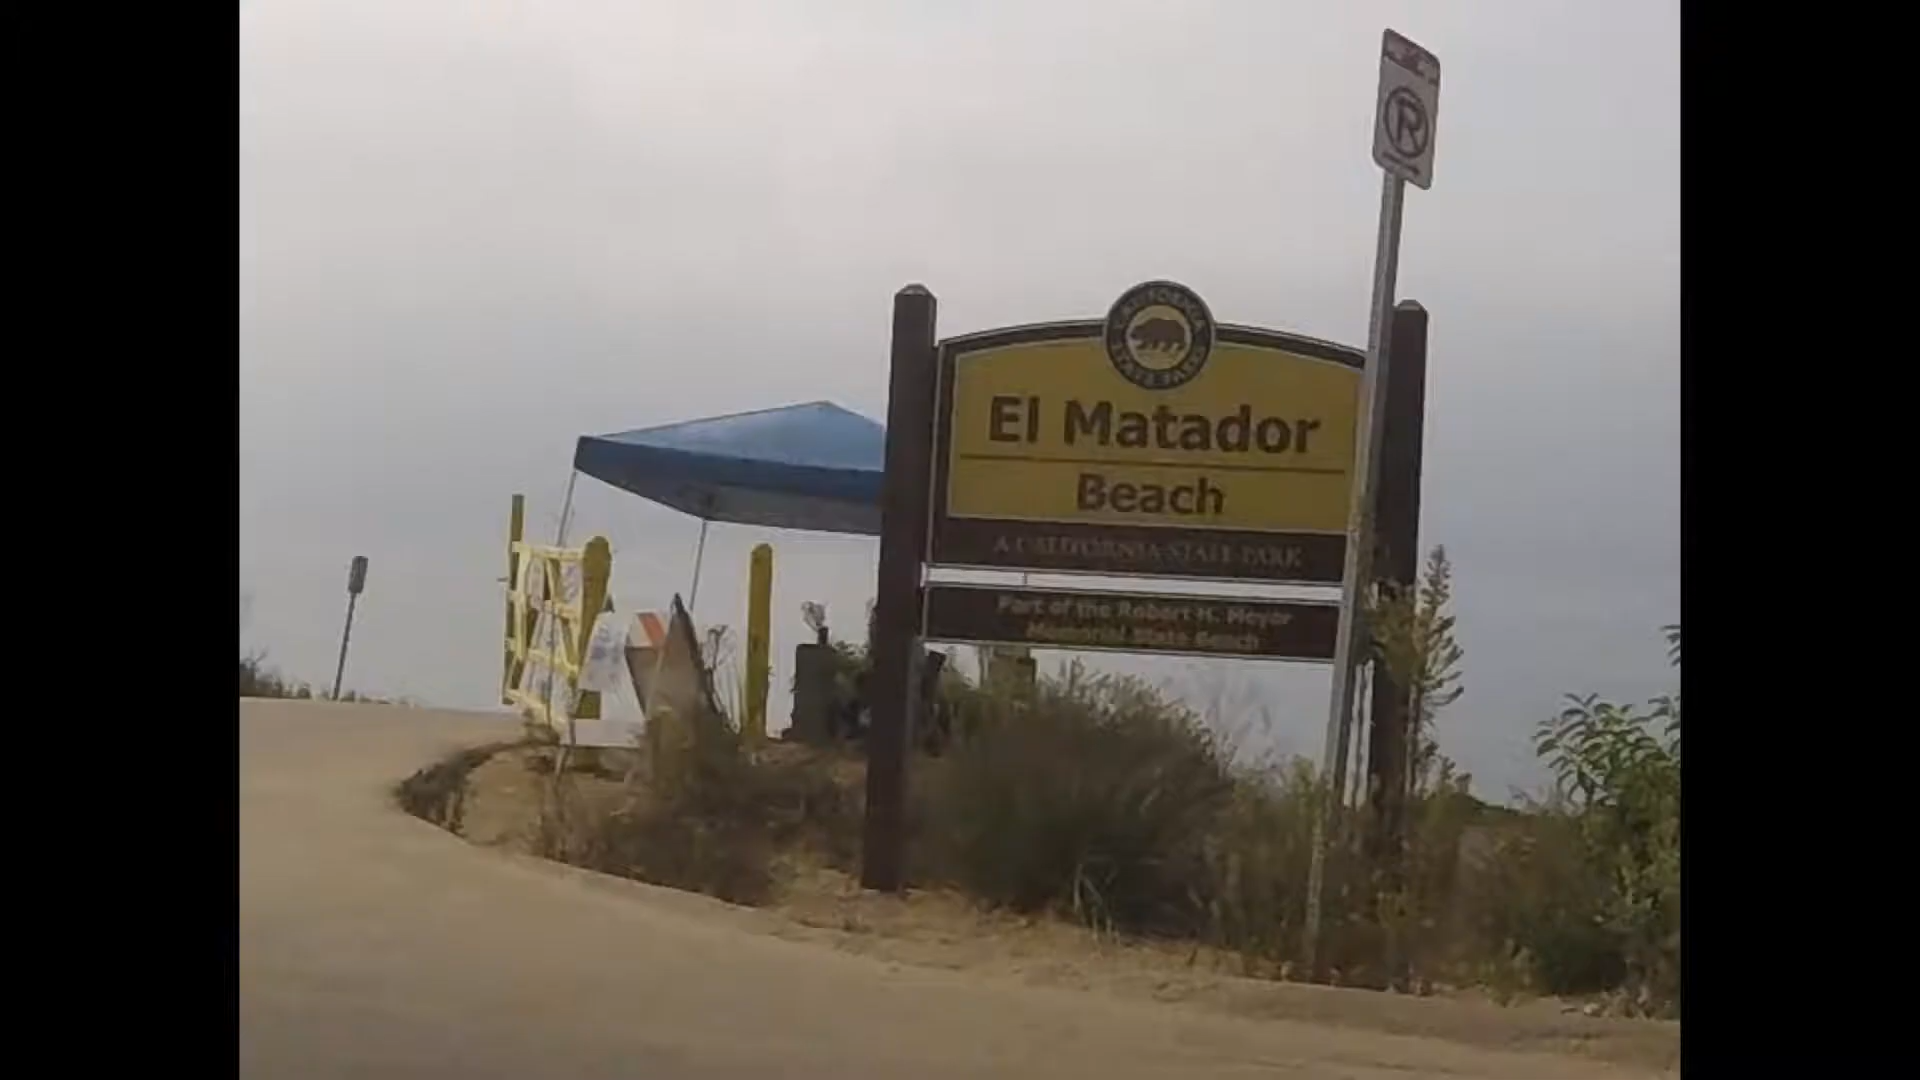 CALIFORNIA
STATE PARKS
El Matador
Beach
A CALIFORNIA STATE PARK
Part of the Robert H. Meyer
Memorial State Beach